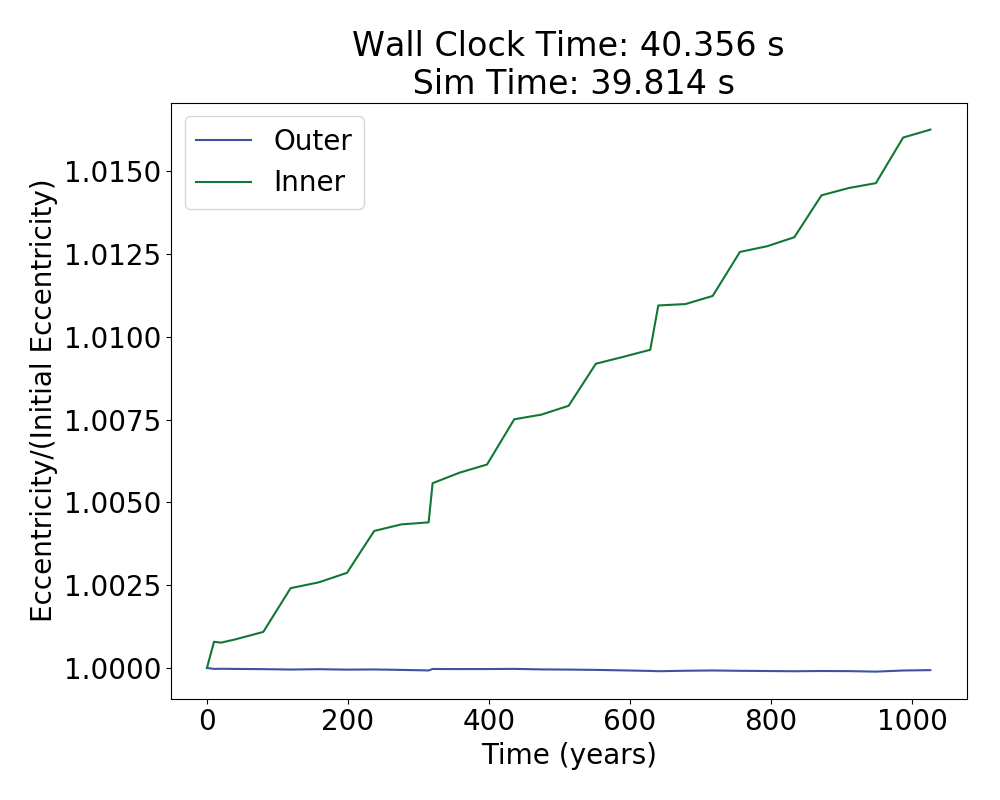 Wall Clock Time: 40.356 s
Sim Time: 39.814 s
Outer
Inner
Eccentricity/(Initial Eccentricity)
1.0150
1.0125
1.0100
1.0075
1.0050
1.0025
1.0000
0 200 400 600 800 1000
Time (years)